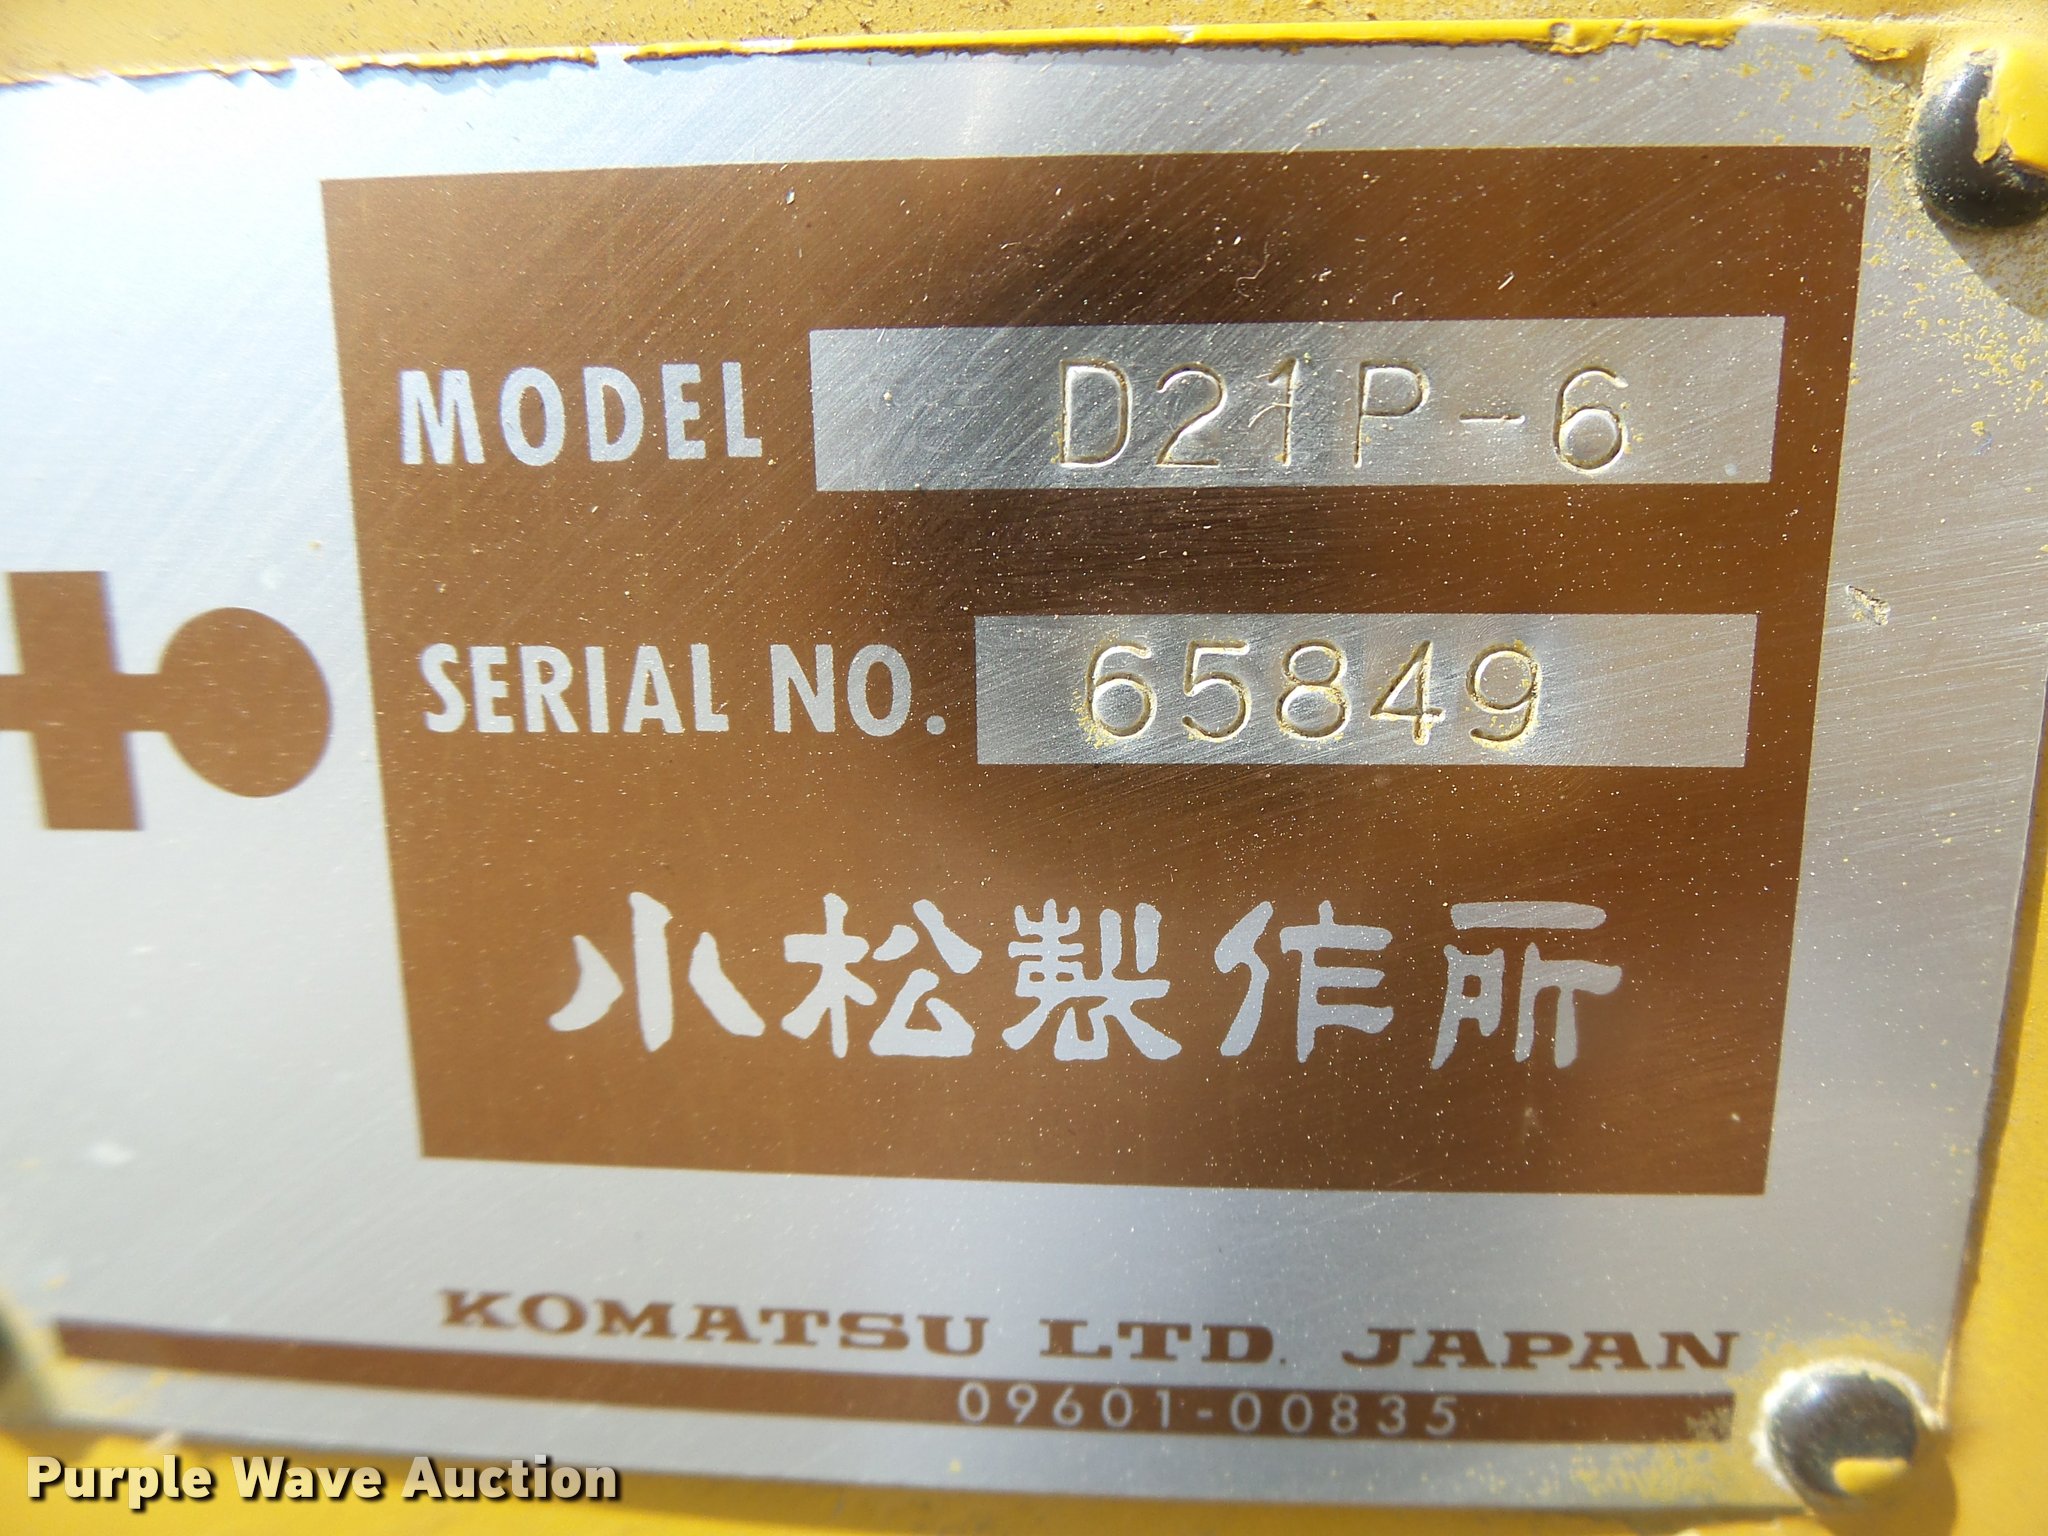 MODEL D21P-6
SERIAL NO. 65849
小松製作所
KOMATSU LTD. JAPAN
09601-00835
Purple Wave Auction